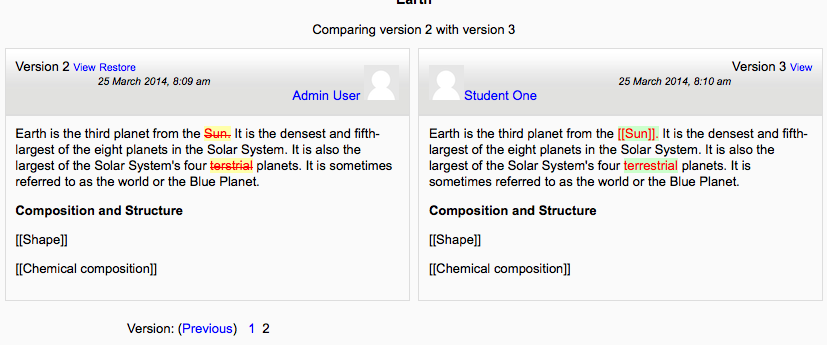 Earth
Comparing version 2 with version 3
Version 2 View Restore
25 March 2014, 8:09 am
Admin User
Earth is the third planet from the Sun. It is the densest and fifth-
largest of the eight planets in the Solar System. It is also the
largest of the Solar System's four terstrial planets. It is sometimes
referred to as the world or the Blue Planet.
Composition and Structure
[[Shape]]
[[Chemical composition]]
Version 3 View
25 March 2014, 8:10 am
Student One
Earth is the third planet from the [[Sun]]. It is the densest and fifth-
largest of the eight planets in the Solar System. It is also the
largest of the Solar System's four terrestrial planets. It is
sometimes referred to as the world or the Blue Planet.
Composition and Structure
[[Shape]]
[[Chemical composition]]
Version: (Previous) 1 2